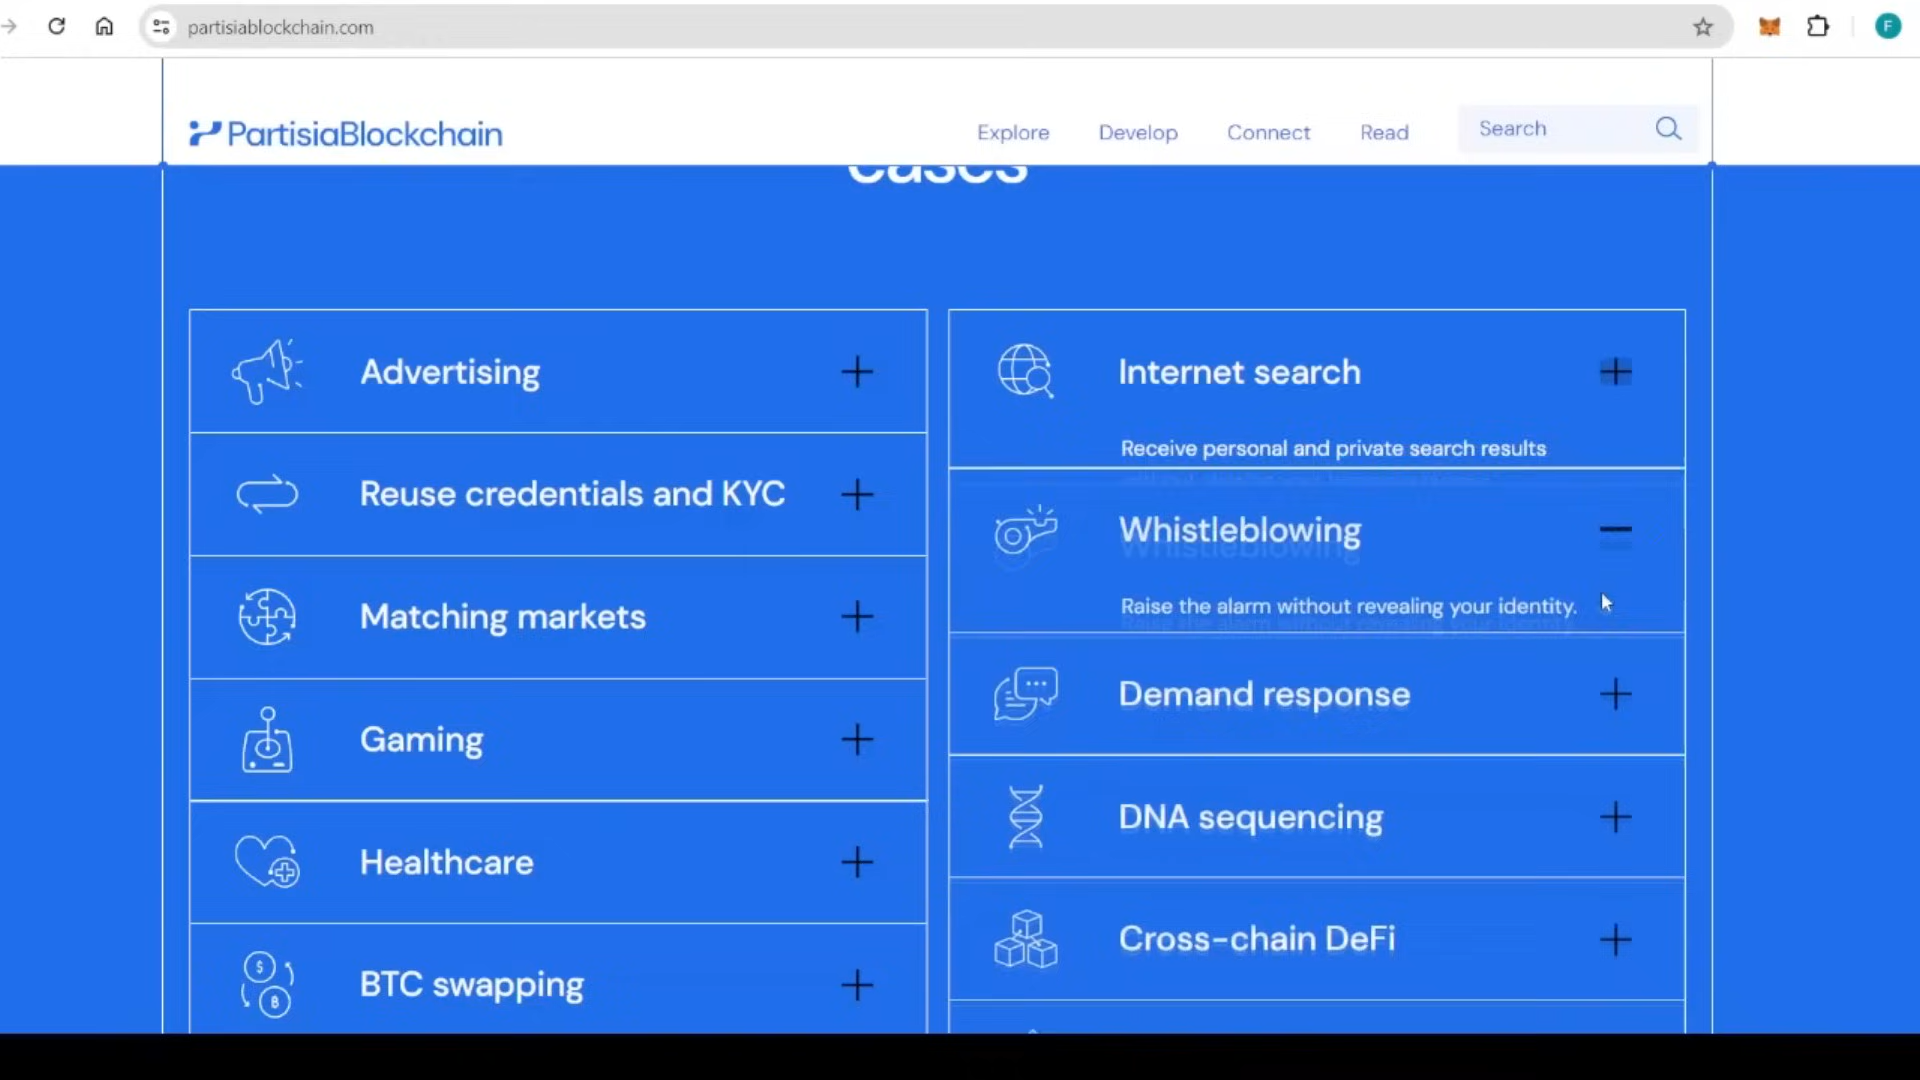 partisiablockchain.com
F
PartisiaBlockchain
Explore
Develop
Connect
Read
Search
cases
Advertising
Reuse credentials and KYC
Matching markets
Gaming
Healthcare
BTC swapping
Internet search
Receive personal and private search results
Whistleblowing
Raise the alarm without revealing your identity.
Demand response
DNA sequencing
Cross-chain DeFi